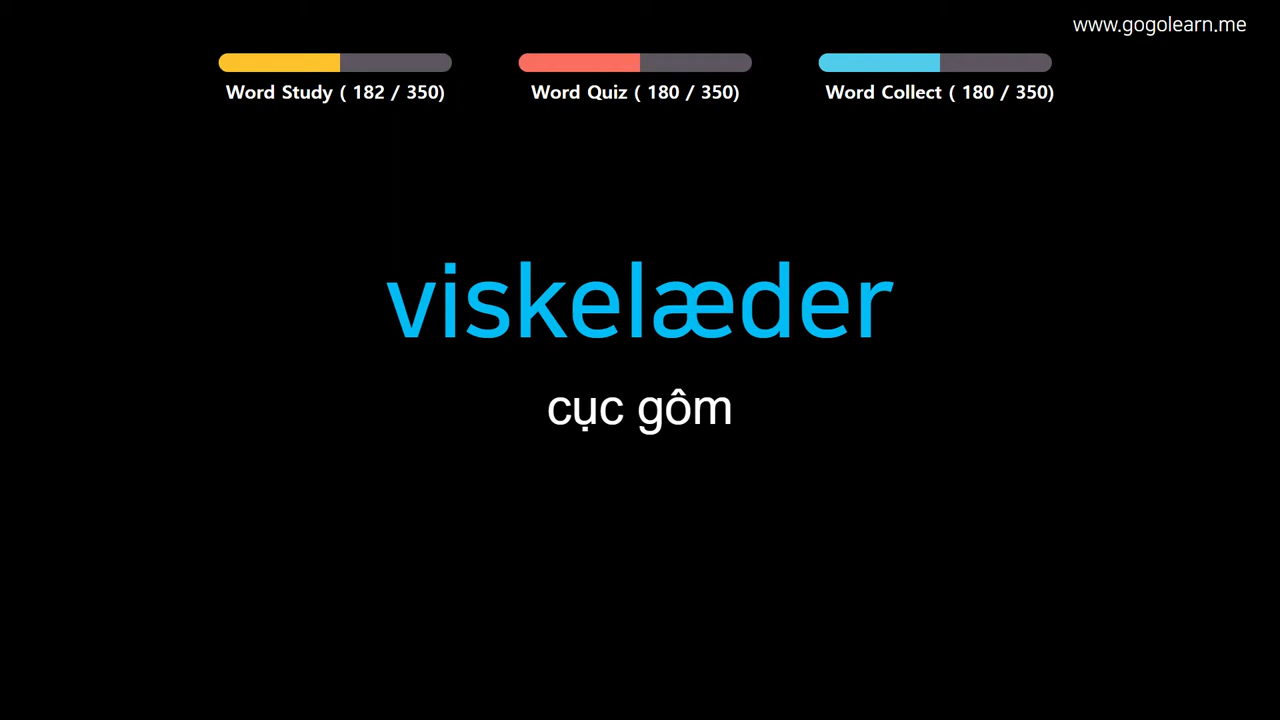 www.gogolearn.me
Word Study ( 182 / 350)
Word Quiz ( 180 / 350)
Word Collect ( 180 / 350)
viskelæder
cục gôm